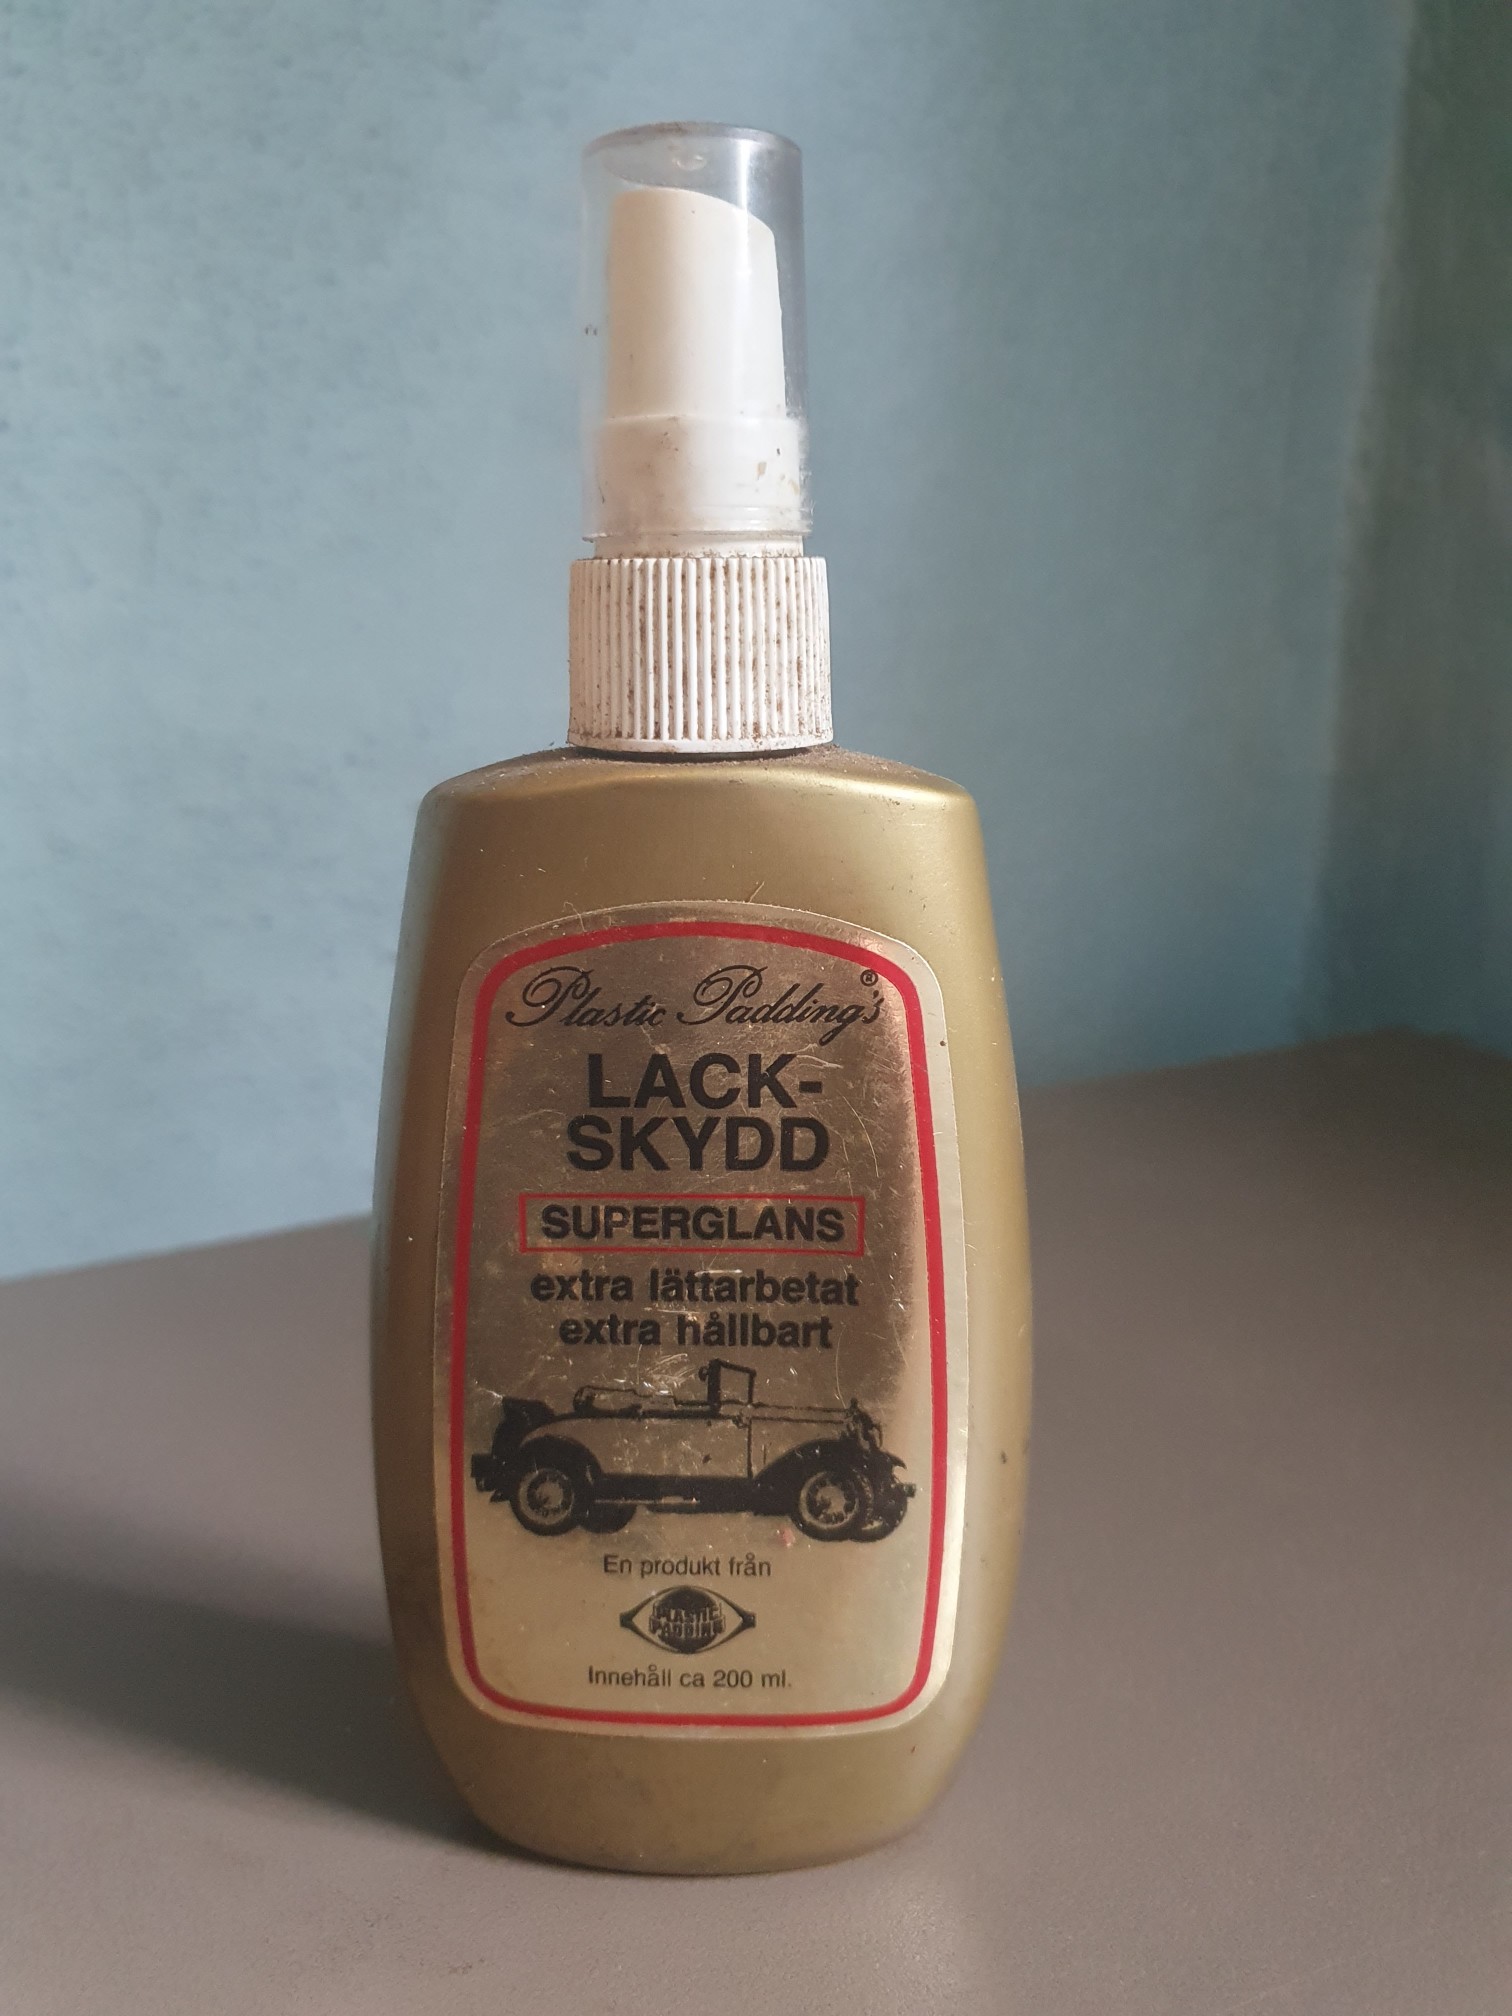 Plastic Padding's®
LACK-
SKYDD
SUPERGLANS
extra lättarbetat
extra hållbart
En produkt från
PLASTIC
PADDING
Innehåll ca 200 ml.